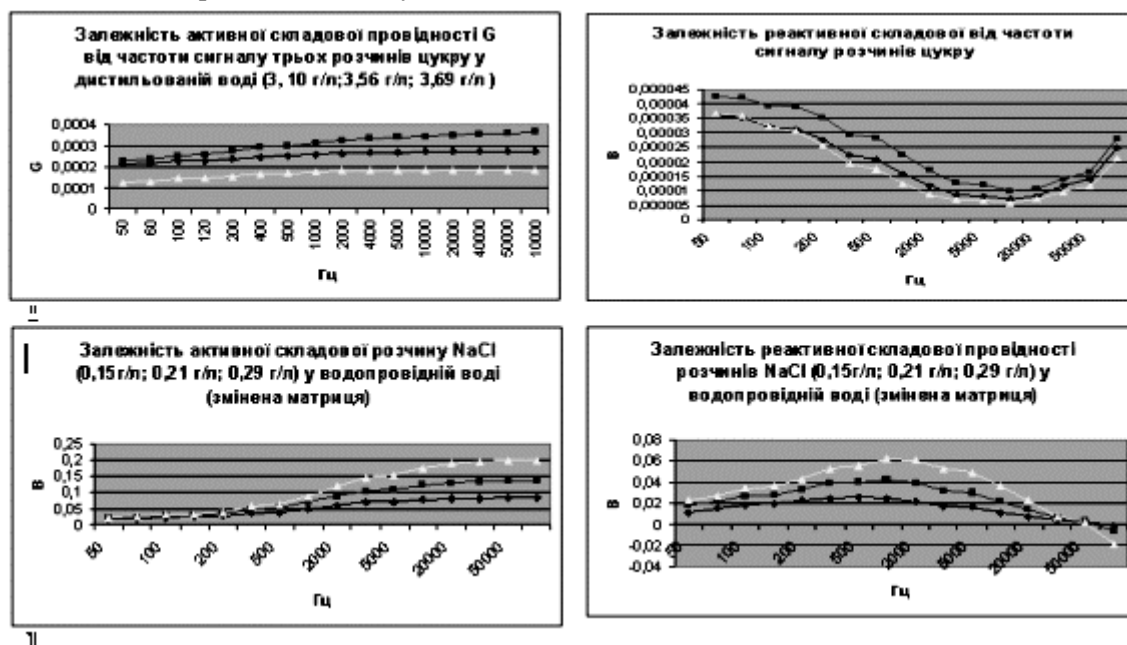 Залежність активної складової провідності G
від частоти сигналу трьох розчинів цукру у
дистильованій воді (3, 10 г/л;3,56 г/л; 3,69 г/л )
0,0004
0,0003
0,0002
0,0001
0
G
50 60 100 120 200 400 500 1000 2000 4000 5000 10000 20000 40000 50000 10000
Гц
Залежність реактивної складової від частоти
сигналу розчинів цукру
0,000045
0,00004
0,000035
0,00003
0,000025
0,00002
0,000015
0,00001
0,000005
0
В
50 100 200 500 2000 5000 20000 50000
Гц
Залежність активної складової розчину NaCl
(0,15г/л; 0,21 г/л; 0,29 г/л) у водопровідній воді
(змінена матриця)
0,25
0,2
0,15
0,1
0,05
0
В
50 100 200 500 2000 5000 20000 50000
Гц
Залежність реактивної складової провідності
розчинів NaCl (0,15г/л; 0,21 г/л; 0,29 г/л) у
водопровідній воді (змінена матриця)
0,08
0,06
0,04
0,02
0
-0,02
-0,04
В
50 100 200 500 2000 5000 20000 50000
Гц